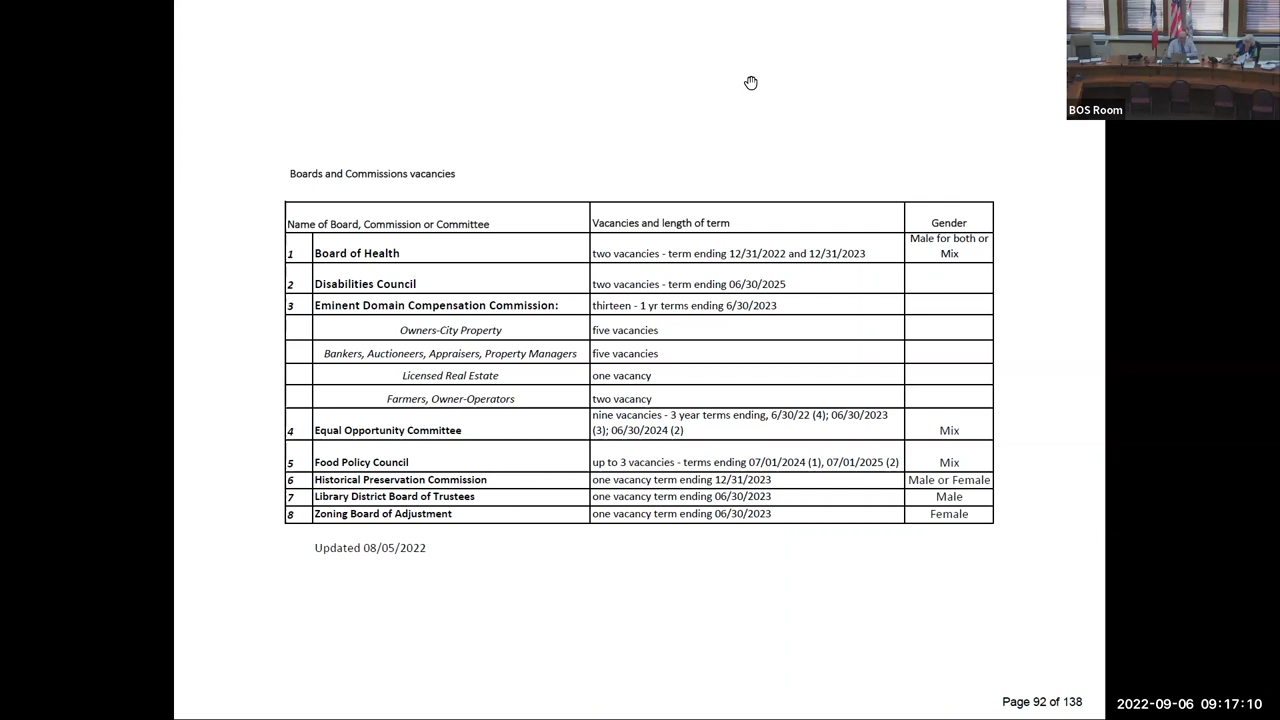 BOS Room
Boards and Commissions vacancies
Name of Board, Commission or Committee Vacancies and length of term Gender
1 Board of Health two vacancies - term ending 12/31/2022 and 12/31/2023 Male for both or
Mix
2 Disabilities Council two vacancies - term ending 06/30/2025
3 Eminent Domain Compensation Commission: thirteen - 1 yr terms ending 6/30/2023
Owners-City Property five vacancies
Bankers, Auctioneers, Appraisers, Property Managers five vacancies
Licensed Real Estate one vacancy
Farmers, Owner-Operators two vacancy
nine vacancies - 3 year terms ending, 6/30/22 (4); 06/30/2023
4 Equal Opportunity Committee (3); 06/30/2024 (2) Mix
5 Food Policy Council up to 3 vacancies - terms ending 07/01/2024 (1), 07/01/2025 (2) Mix
6 Historical Preservation Commission one vacancy term ending 12/31/2023 Male or Female
7 Library District Board of Trustees one vacancy term ending 06/30/2023 Male
8 Zoning Board of Adjustment one vacancy term ending 06/30/2023 Female
Updated 08/05/2022
Page 92 of 138
2022-09-06 09:17:10